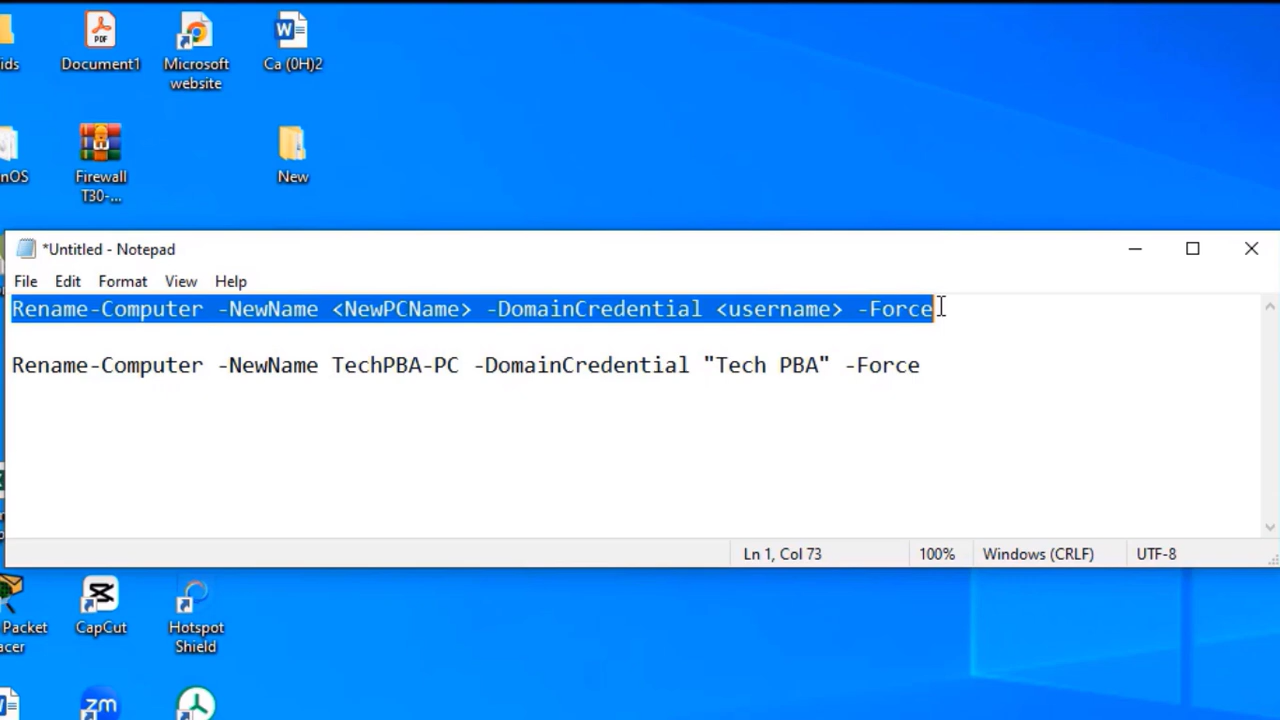 ids
Document1
Microsoft
website
Ca (0H)2
nOS
Firewall
T30-...
New
*Untitled - Notepad
File Edit Format View Help
Rename-Computer -NewName <NewPCName> -DomainCredential <username> -Force
Rename-Computer -NewName TechPBA-PC -DomainCredential "Tech PBA" -Force
Ln 1, Col 73 100% Windows (CRLF) UTF-8
Packet
acer
CapCut
Hotspot
Shield
zm